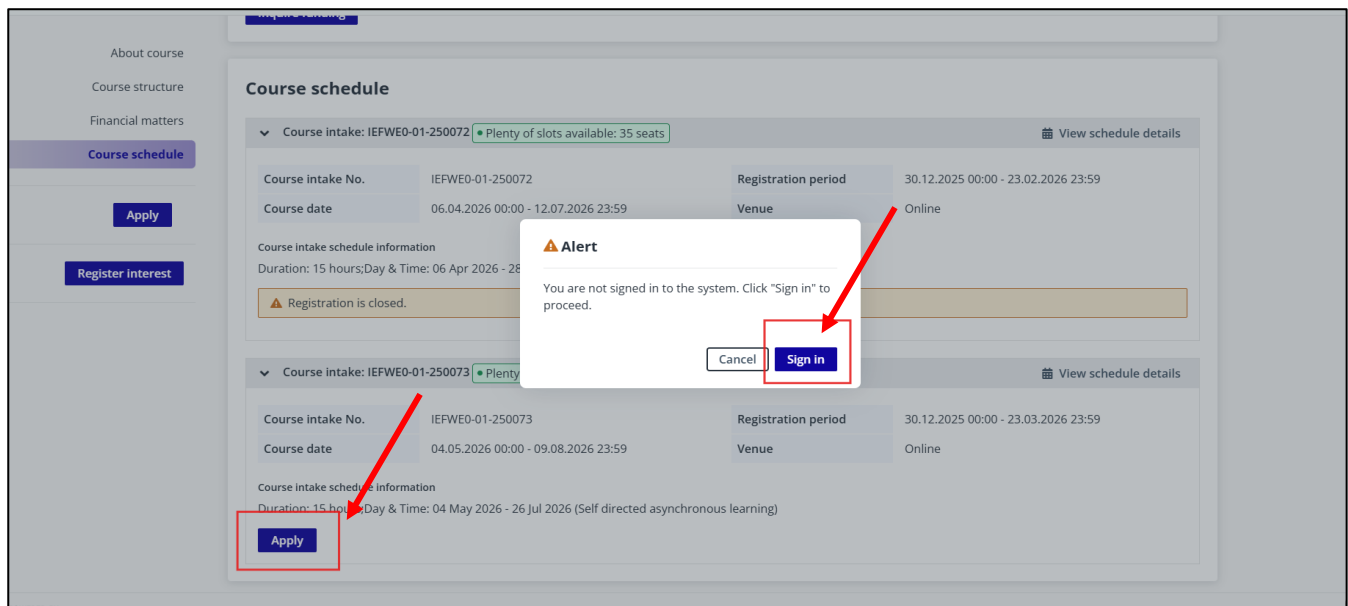 Inquire funding
About course
Course structure
Financial matters
Course schedule
Apply
Register interest
Course schedule
Course intake: IEFWE0-01-250072 Plenty of slots available: 35 seats View schedule details
Course intake No. IEFWE0-01-250072 Registration period 30.12.2025 00:00 - 23.02.2026 23:59
Course date 06.04.2026 00:00 - 12.07.2026 23:59 Venue Online
Course intake schedule information
Duration: 15 hours;Day & Time: 06 Apr 2026 - 28
Registration is closed.
Alert
You are not signed in to the system. Click "Sign in" to
proceed.
Cancel Sign in
Course intake: IEFWE0-01-250073 Plenty View schedule details
Course intake No. IEFWE0-01-250073 Registration period 30.12.2025 00:00 - 23.03.2026 23:59
Course date 04.05.2026 00:00 - 09.08.2026 23:59 Venue Online
Course intake schedule information
Duration: 15 hours;Day & Time: 04 May 2026 - 26 Jul 2026 (Self directed asynchronous learning)
Apply